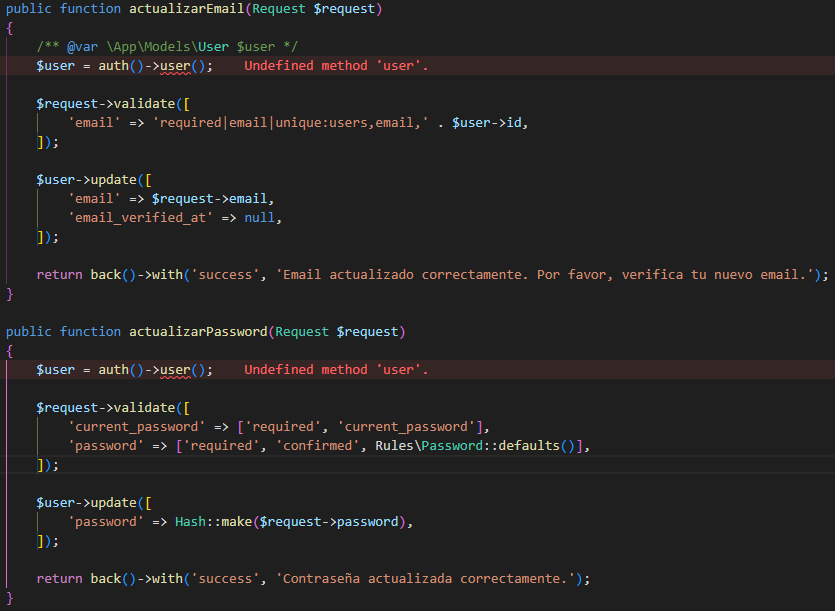 public function actualizarEmail(Request $request)
{
    /** @var \App\Models\User $user */
    $user = auth()->user();    Undefined method 'user'.
    $request->validate([
        'email' => 'required|email|unique:users,email,' . $user->id,
    ]);
    $user->update([
        'email' => $request->email,
        'email_verified_at' => null,
    ]);
    return back()->with('success', 'Email actualizado correctamente. Por favor, verifica tu nuevo email.');
}
public function actualizarPassword(Request $request)
{
    $user = auth()->user();    Undefined method 'user'.
    $request->validate([
        'current_password' => ['required', 'current_password'],
        'password' => ['required', 'confirmed', Rules\Password::defaults()],
    ]);
    $user->update([
        'password' => Hash::make($request->password),
    ]);
    return back()->with('success', 'Contraseña actualizada correctamente.');
}